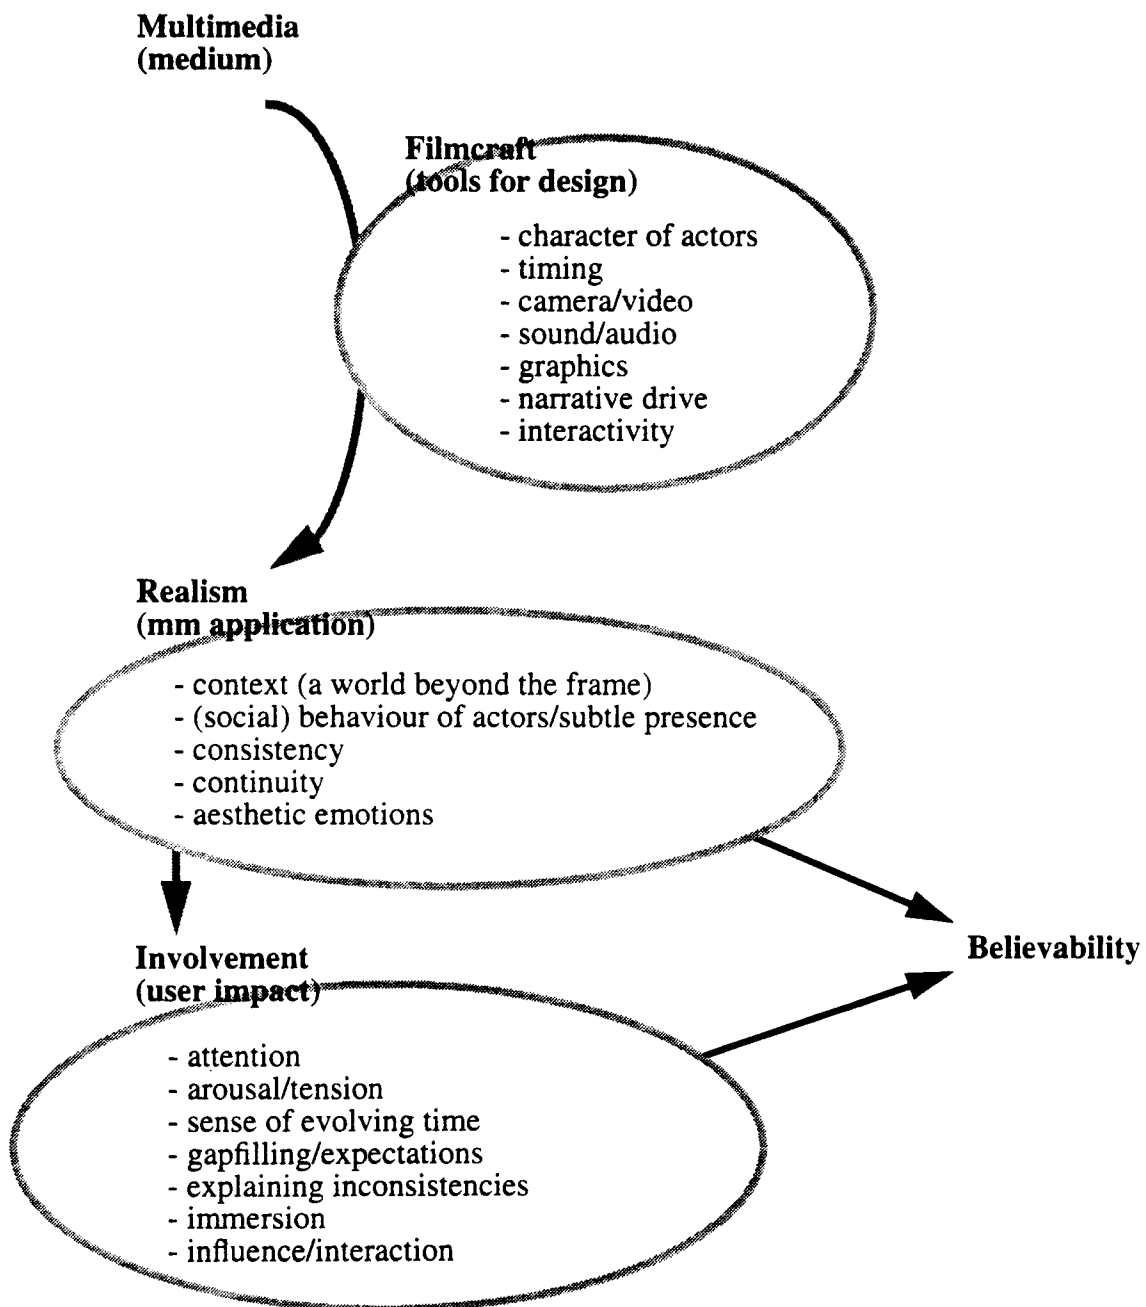 Multimedia
(medium)
Filmcraft
(tools for design)
- character of actors
- timing
- camera/video
- sound/audio
- graphics
- narrative drive
- interactivity
Realism
(mm application)
- context (a world beyond the frame)
- (social) behaviour of actors/subtle presence
- consistency
- continuity
- aesthetic emotions
Involvement
(user impact)
Believability
- attention
- arousal/tension
- sense of evolving time
- gapfilling/expectations
- explaining inconsistencies
- immersion
- influence/interaction